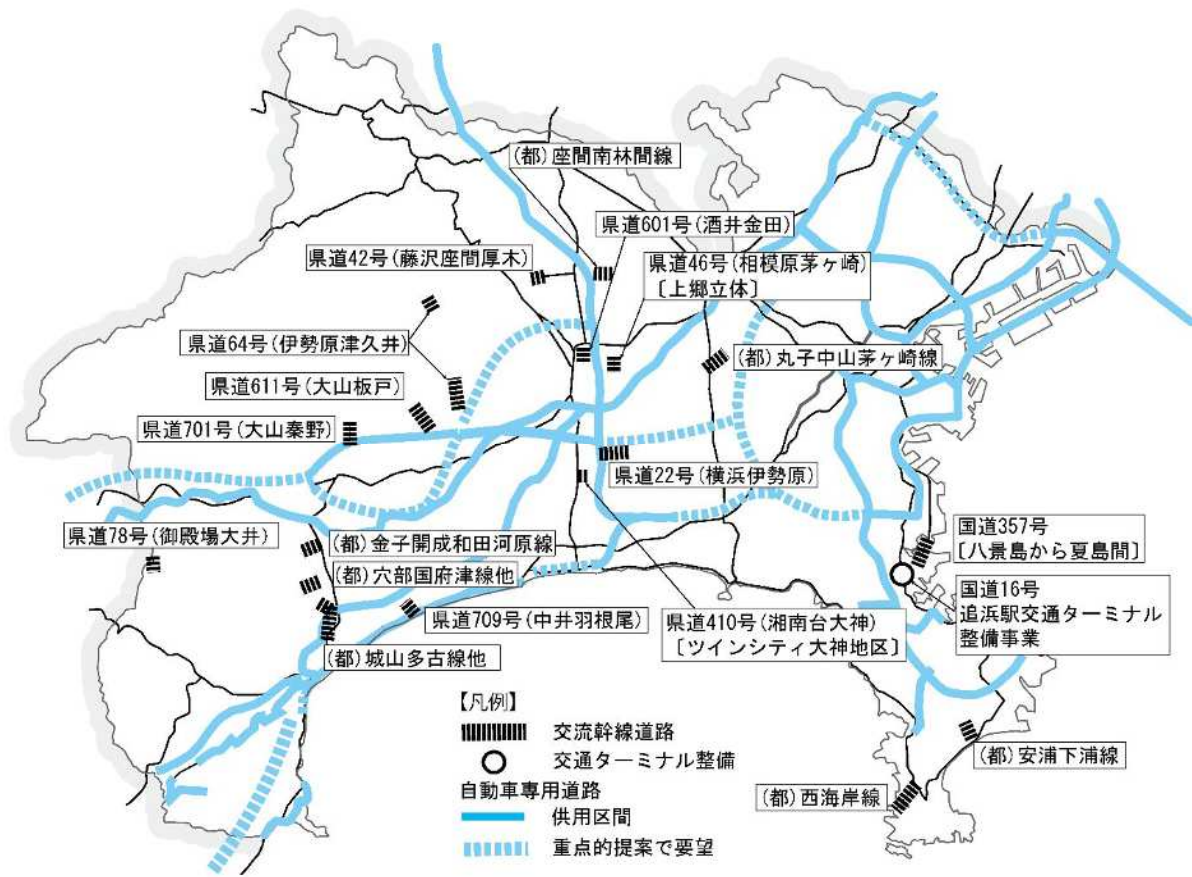 (都)座間南林間線
県道601号(酒井金田)
県道42号(藤沢座間厚木)
県道46号(相模原茅ヶ崎)
〔上郷立体〕
県道64号(伊勢原津久井)
(都)丸子中山茅ヶ崎線
県道611号(大山板戸)
県道701号(大山秦野)
県道22号(横浜伊勢原)
県道78号(御殿場大井)
(都)金子開成和田河原線
国道357号
〔八景島から夏島間〕
(都)穴部国府津線他
国道16号
追浜駅交通ターミナル
整備事業
県道709号(中井羽根尾)
県道410号(湘南台大神)
〔ツインシティ大神地区〕
(都)城山多古線他
【凡例】
交流幹線道路
交通ターミナル整備
自動車専用道路
供用区間
重点的提案で要望
(都)安浦下浦線
(都)西海岸線